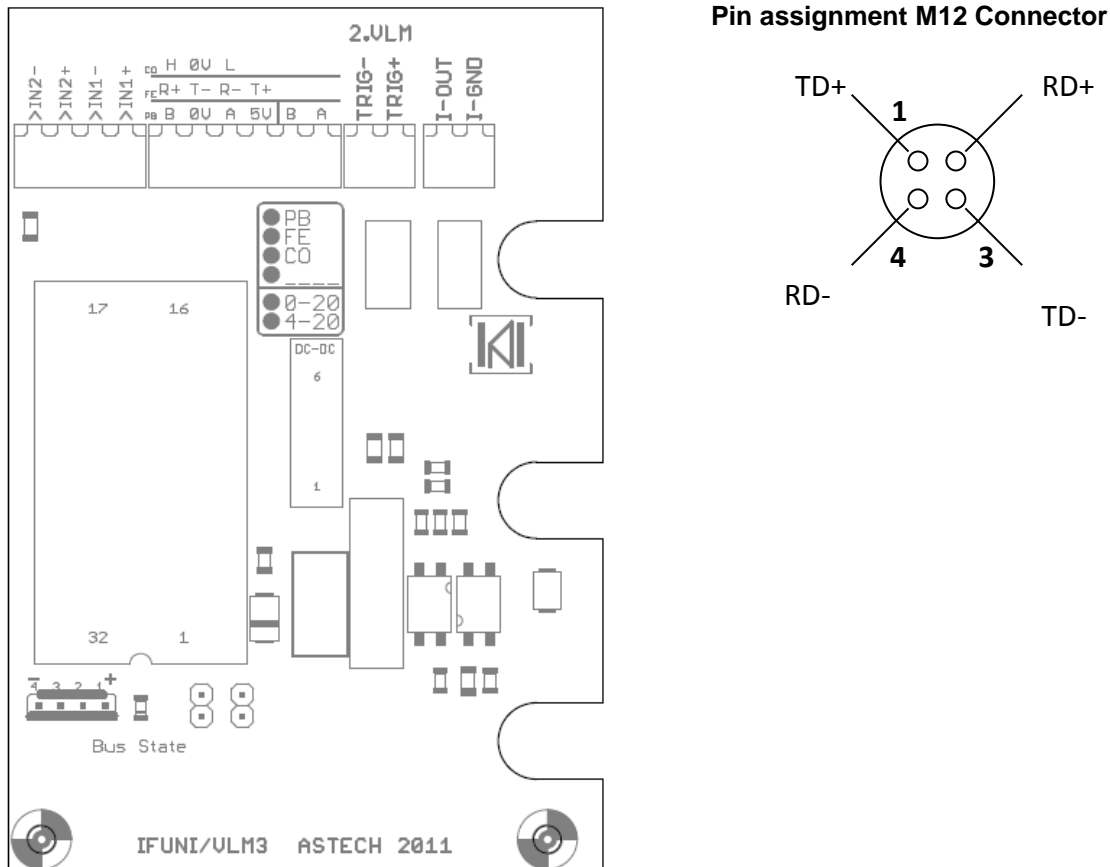 Pin assignment M12 Connector
2.VLM
>IN2- >IN2+ >IN1- >IN1+
CO H 0V L
FE R+ T- R- T+
PB B 0V A 5V B A
TRIG- TRIG+ I-OUT I-GND
PB
FE
CO
____
0-20
4-20
17 16
DC-DC
6
1
32 1
- 4 3 2 1 +
Bus State
IFUNI/VLM3 ASTECH 2011
TD+ RD+
1
4 3
RD-
TD-